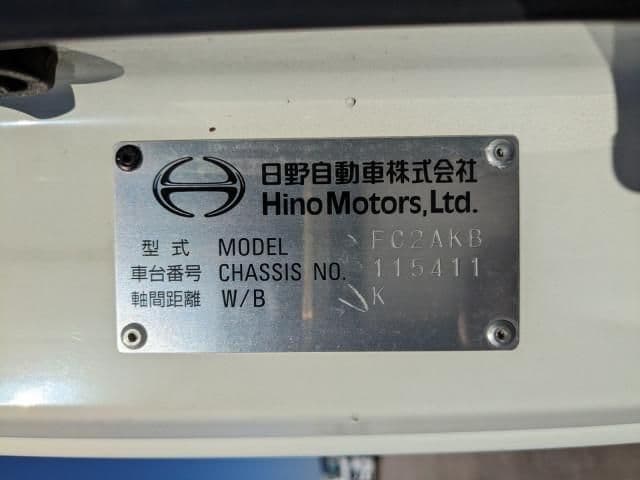 日野自動車株式会社
Hino Motors, Ltd.
型式 MODEL FC2AKB
車台番号 CHASSIS NO. 115411
軸間距離 W/B K